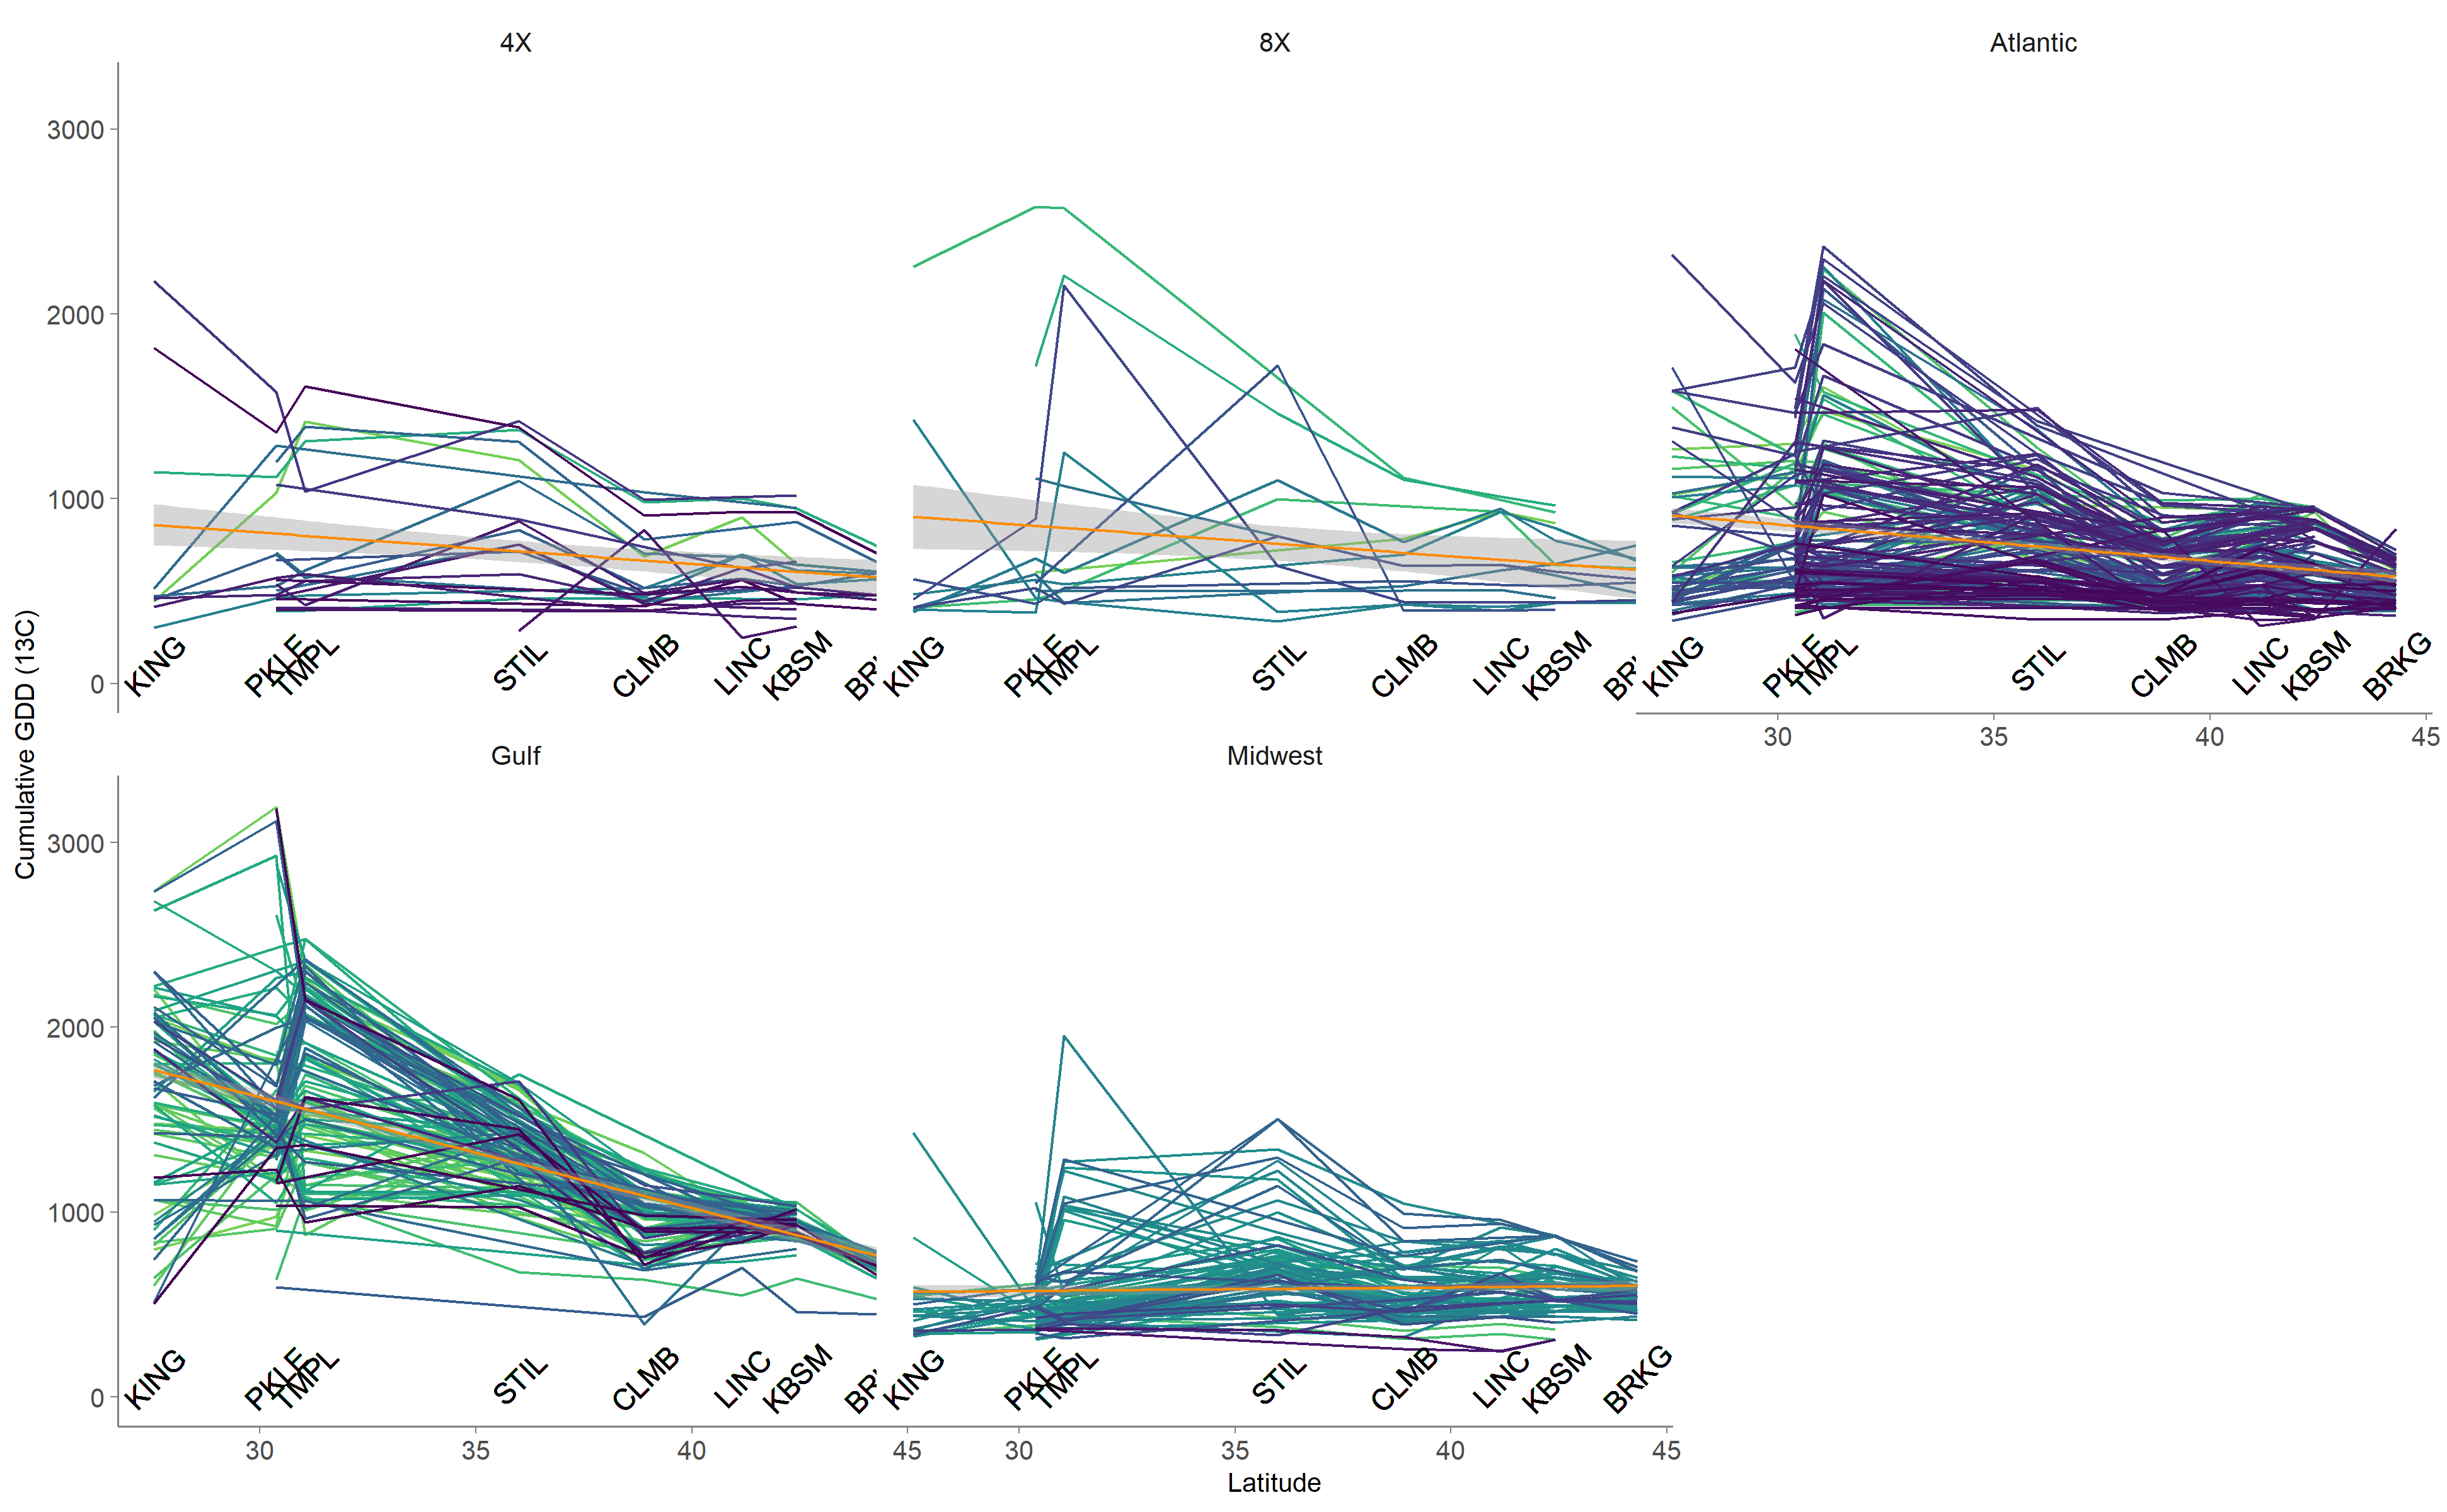 4X
8X
Atlantic
3000
2000
1000
0
KING
PKLE
TMPL
STIL
CLMB
LINC
KBSM
BR
KING
PKLE
TMPL
STIL
CLMB
LINC
KBSM
BR
KING
PKLE
TMPL
STIL
CLMB
LINC
KBSM
BRKG
30
35
40
45
Cumulative GDD (13C)
Gulf
Midwest
3000
2000
1000
0
KING
PKLE
TMPL
STIL
CLMB
LINC
KBSM
BR
KING
PKLE
TMPL
STIL
CLMB
LINC
KBSM
BRKG
30
35
40
45
30
35
40
45
Latitude